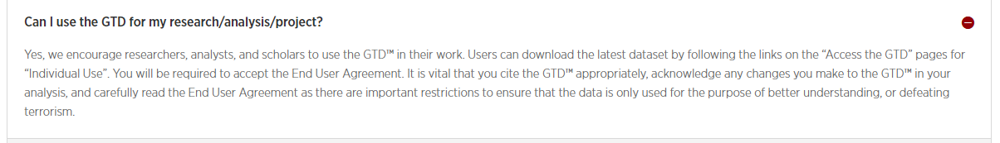 Can I use the GTD for my research/analysis/project?
Yes, we encourage researchers, analysts, and scholars to use the GTD™ in their work. Users can download the latest dataset by following the links on the “Access the GTD” pages for
“Individual Use”. You will be required to accept the End User Agreement. It is vital that you cite the GTD™ appropriately, acknowledge any changes you make to the GTD™ in your
analysis, and carefully read the End User Agreement as there are important restrictions to ensure that the data is only used for the purpose of better understanding, or defeating
terrorism.